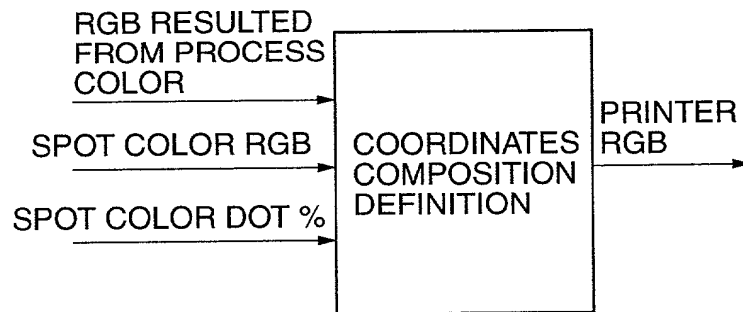 RGB RESULTED
FROM PROCESS
COLOR
SPOT COLOR RGB
SPOT COLOR DOT %
COORDINATES
COMPOSITION
DEFINITION
PRINTER
RGB